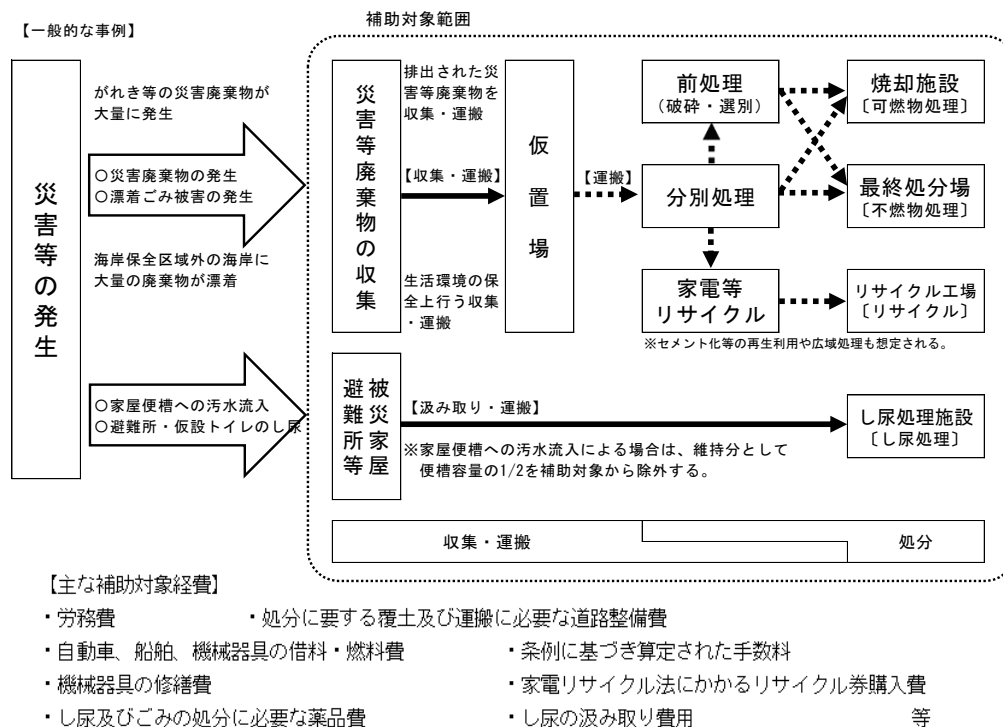 補助対象範囲
【一般的な事例】
災害等の発生
がれき等の災害廃棄物が
大量に発生
○災害廃棄物の発生
○漂着ごみ被害の発生
海岸保全区域外の海岸に
大量の廃棄物が漂着
○家屋便槽への汚水流入
○避難所・仮設トイレのし尿
災害等廃棄物の収集
排出された災
害等廃棄物を
収集・運搬
【収集・運搬】
生活環境の保
全上行う収集
・運搬
仮置場
【運搬】
前処理
（破砕・選別）
分別処理
家電等
リサイクル
焼却施設
〔可燃物処理〕
最終処分場
〔不燃物処理〕
リサイクル工場
〔リサイクル〕
※セメント化等の再生利用や広域処理も想定される。
被災家屋
避難所等
【汲み取り・運搬】
※家屋便槽への汚水流入による場合は、維持分として
便槽容量の1/2を補助対象から除外する。
し尿処理施設
〔し尿処理〕
収集・運搬
処分
【主な補助対象経費】
・労務費 ・処分に要する覆土及び運搬に必要な道路整備費
・自動車、船舶、機械器具の借料・燃料費 ・条例に基づき算定された手数料
・機械器具の修繕費 ・家電リサイクル法にかかるリサイクル券購入費
・し尿及びごみの処分に必要な薬品費 ・し尿の汲み取り費用 等